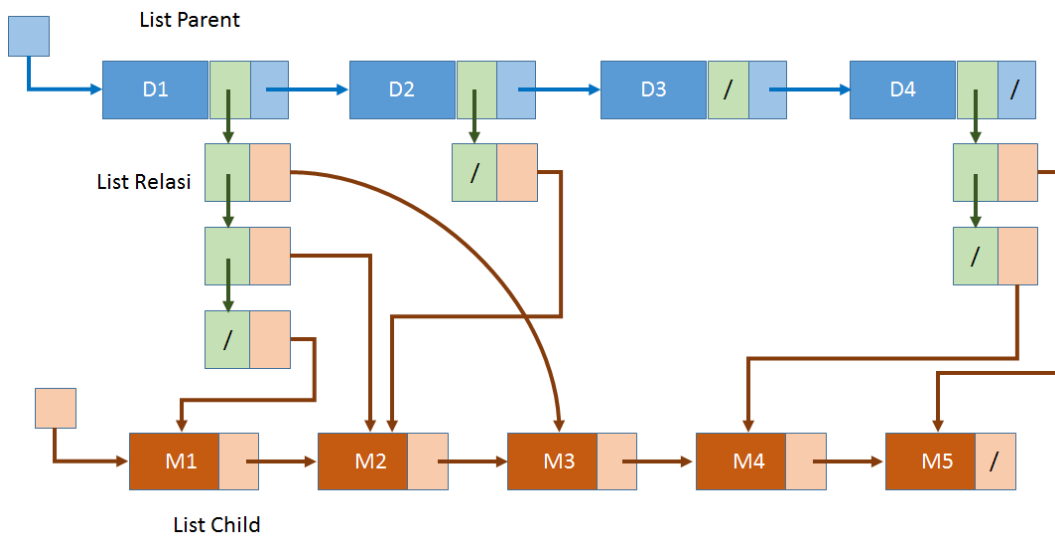 List Parent
D1
D2
D3
/
D4
/
List Relasi
/
/
/
M1
M2
M3
M4
M5
/
List Child